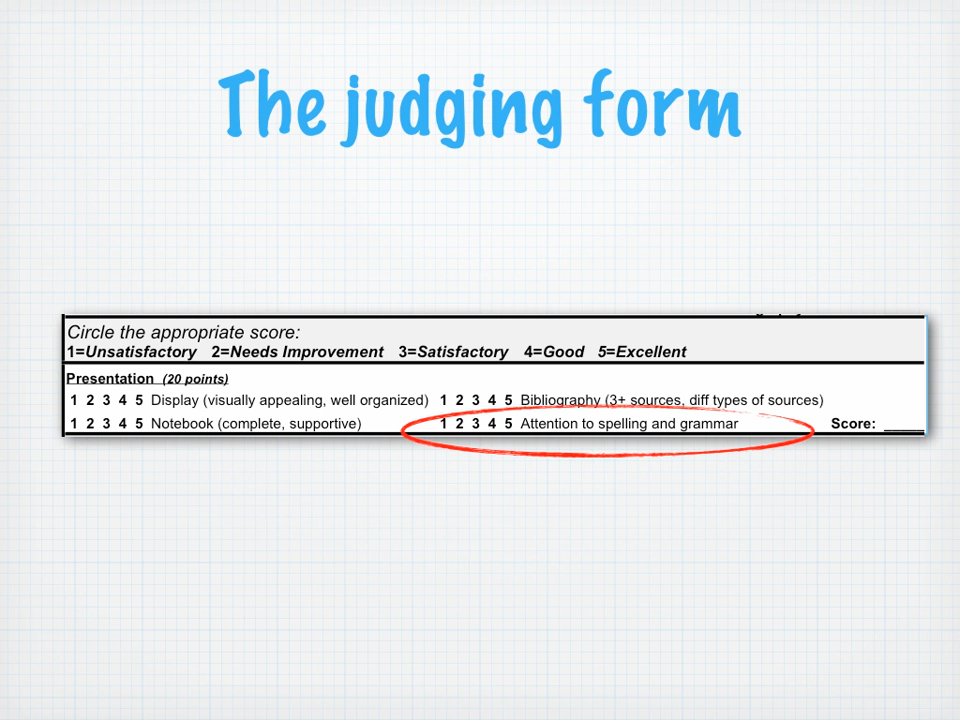 The judging form
Circle the appropriate score:
1=Unsatisfactory 2=Needs Improvement 3=Satisfactory 4=Good 5=Excellent
Presentation (20 points)
1 2 3 4 5 Display (visually appealing, well organized) 1 2 3 4 5 Bibliography (3+ sources, diff types of sources)
1 2 3 4 5 Notebook (complete, supportive) 1 2 3 4 5 Attention to spelling and grammar Score: _____